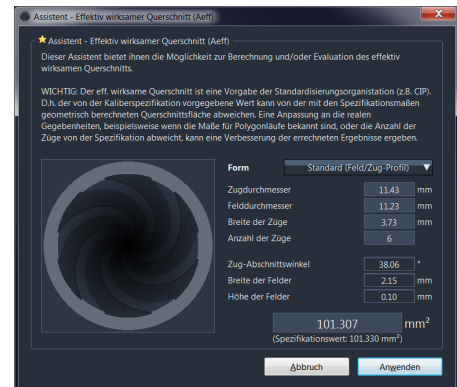 Assistent - Effektiv wirksamer Querschnitt (Aeff)
Assistent - Effektiv wirksamer Querschnitt (Aeff)
Dieser Assistent bietet ihnen die Möglichkeit zur Berechnung und/oder Evaluation des effektiv
wirksamen Querschnitts.
WICHTIG: Der eff. wirksame Querschnitt ist eine Vorgabe der Standardisierungsorganistation (z.B. CIP).
D.h. der von der Kaliberspezifikation vorgegebene Wert kann von der mit den Spezifikationsmaßen
geometrisch berechneten Querschnittsfläche abweichen. Eine Anpassung an die realen
Gegebenheiten, beispielsweise wenn die Maße für Polygonläufe bekannt sind, oder die Anzahl der
Züge von der Spezifikation abweicht, kann eine Verbesserung der errechneten Ergebnisse ergeben.
Form Standard (Feld/Zug-Profil)
Zugdurchmesser 11.43 mm
Felddurchmesser 11.23 mm
Breite der Züge 3.73 mm
Anzahl der Züge 6
Zug-Abschnittswinkel 38.06 °
Breite der Felder 2.15 mm
Höhe der Felder 0.10 mm
101.307 mm²
(Spezifikationswert: 101.330 mm²)
Abbruch Anwenden